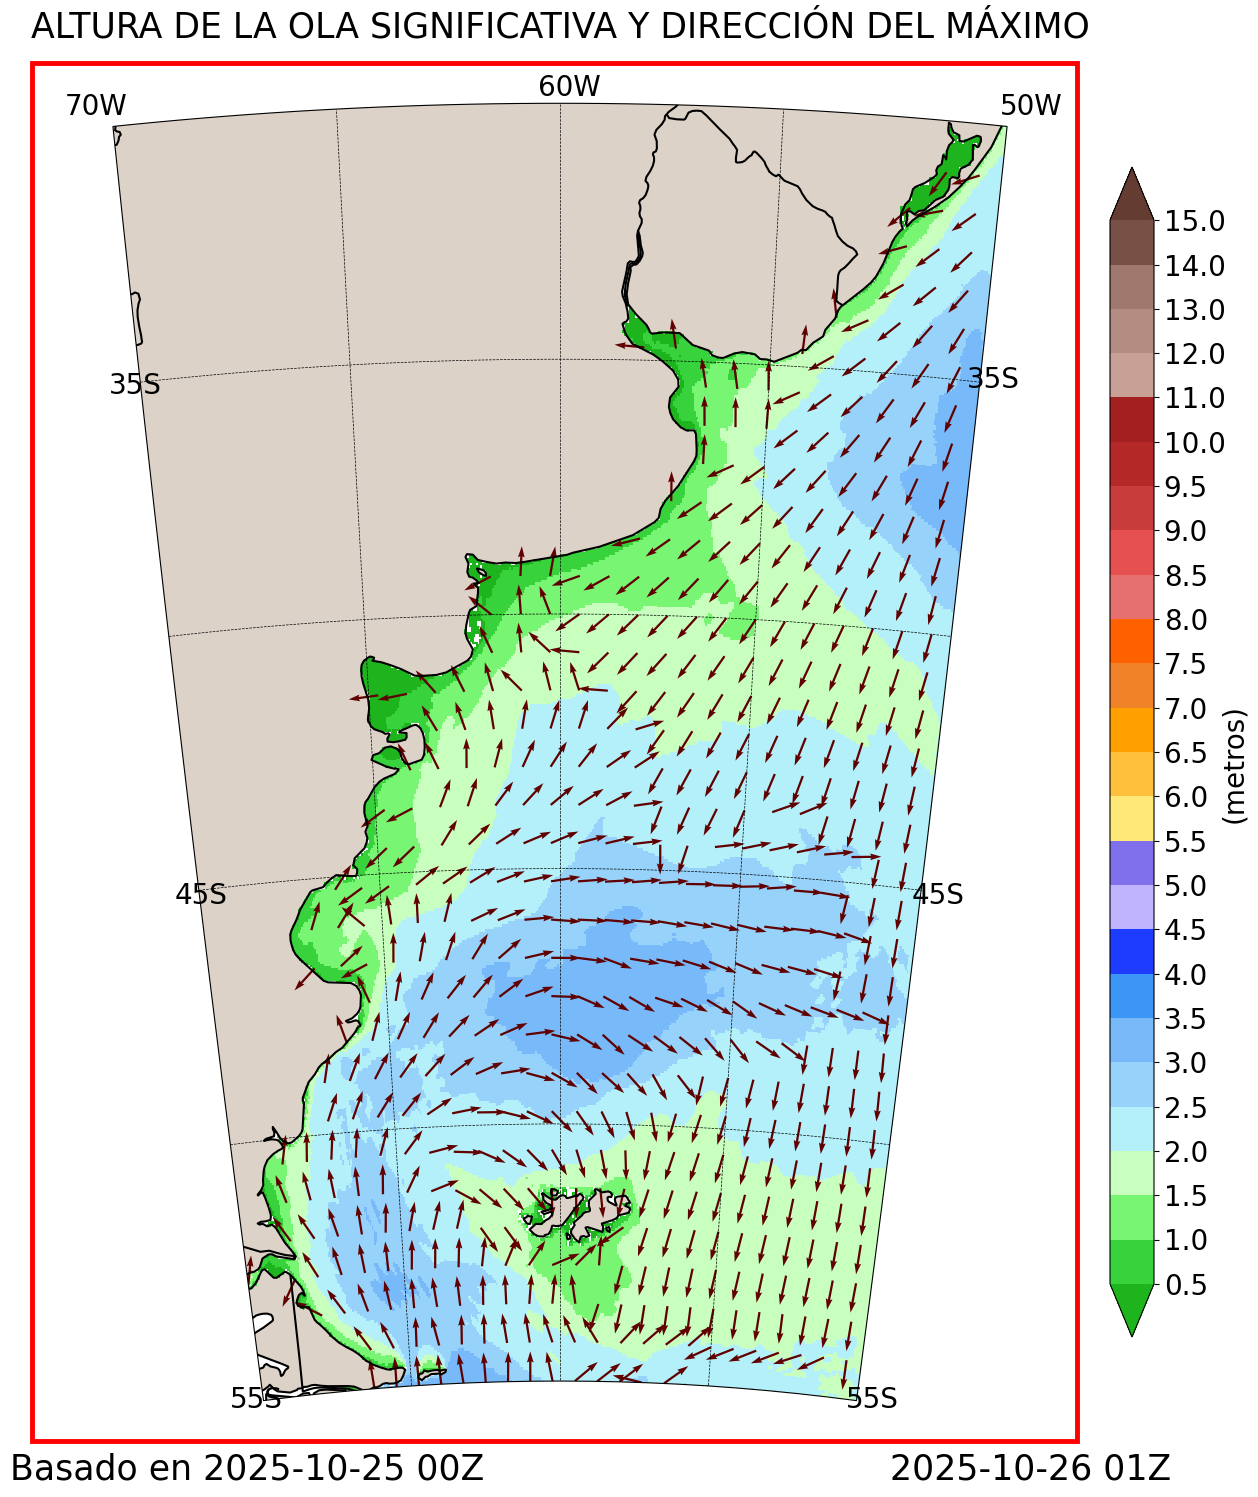 ALTURA DE LA OLA SIGNIFICATIVA Y DIRECCIÓN DEL MÁXIMO
70W
60W
50W
35S
35S
45S
45S
55S
55S
15.0
14.0
13.0
12.0
11.0
10.0
9.5
9.0
8.5
8.0
7.5
7.0
6.5
6.0
5.5
5.0
4.5
4.0
3.5
3.0
2.5
2.0
1.5
1.0
0.5
(metros)
Basado en 2025-10-25 00Z
2025-10-26 01Z